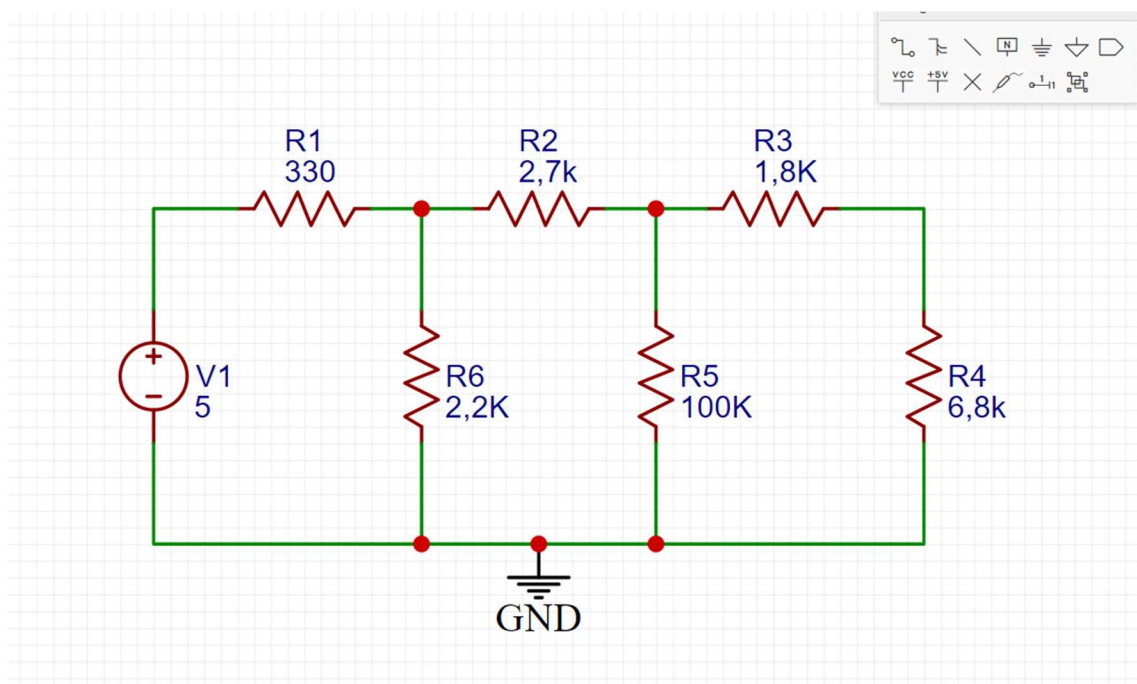 N
VCC
+5V
1
R1
330
R2
2,7k
R3
1,8K
+
V1
5
R6
2,2K
R5
100K
R4
6,8k
GND